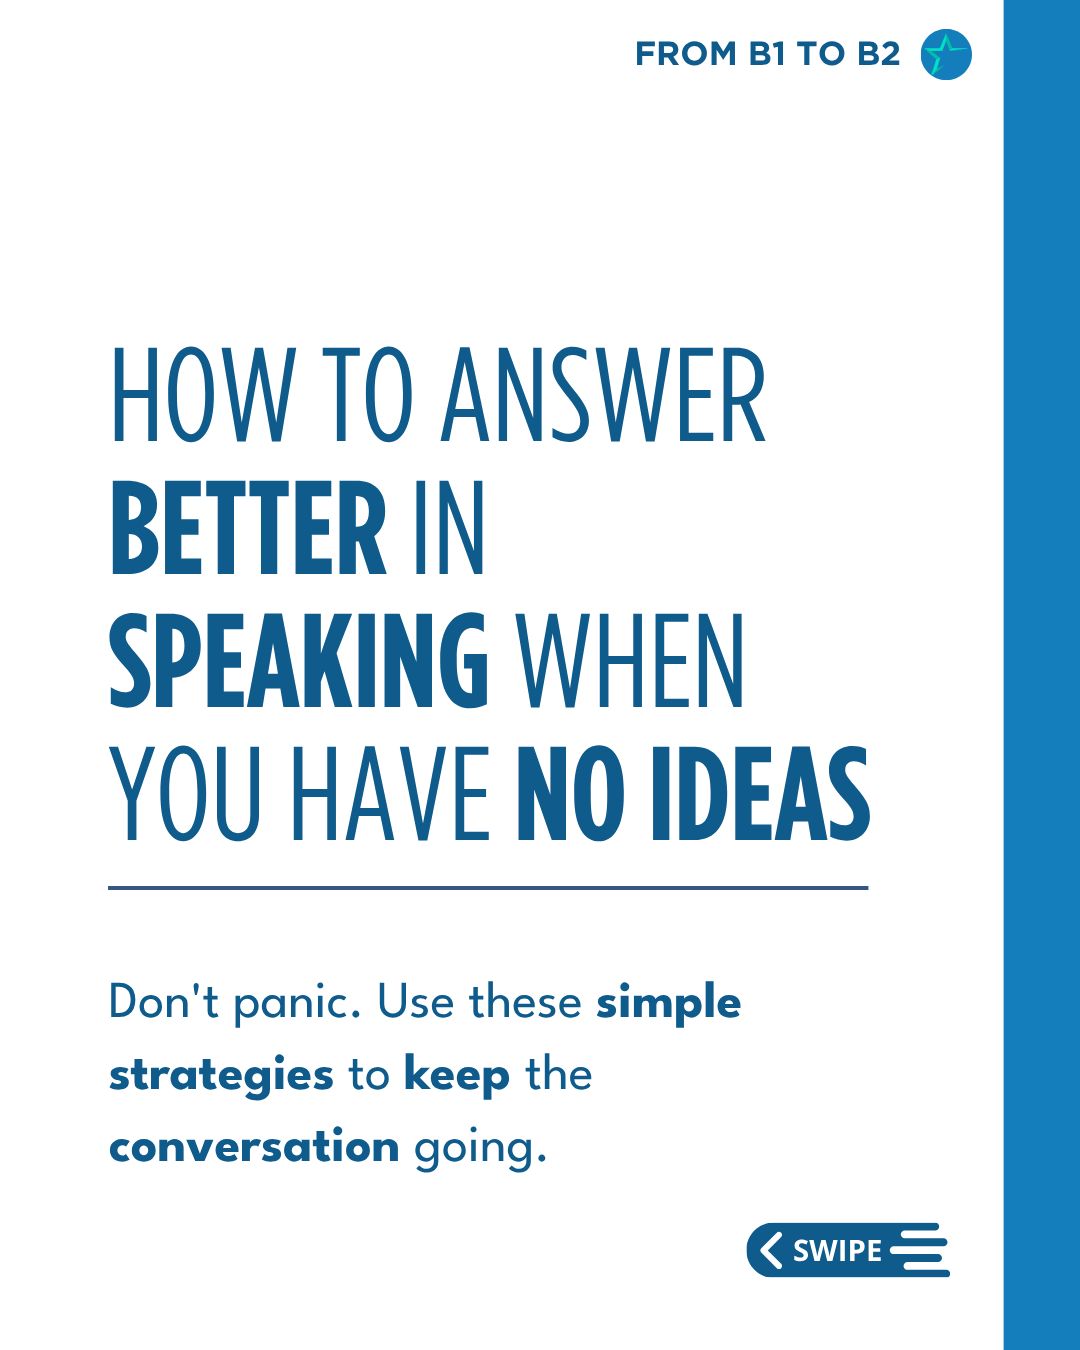 FROM B1 TO B2
HOW TO ANSWER
BETTER IN
SPEAKING WHEN
YOU HAVE NO IDEAS
Don't panic. Use these simple
strategies to keep the
conversation going.
SWIPE